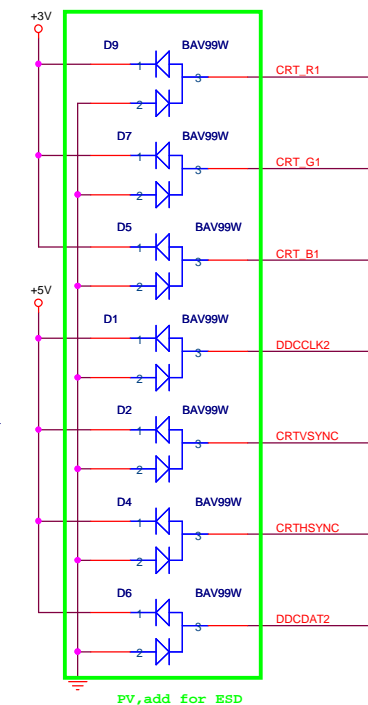 +3V
D9 BAV99W
1
3 CRT_R1
2
D7 BAV99W
1
3 CRT_G1
2
D5 BAV99W
1
3 CRT_B1
2
+5V
D1 BAV99W
1
3 DDCCLK2
2
D2 BAV99W
1
3 CRTVSYNC
2
D4 BAV99W
1
3 CRTHSYNC
2
D6 BAV99W
1
3 DDCDAT2
2
PV,add for ESD